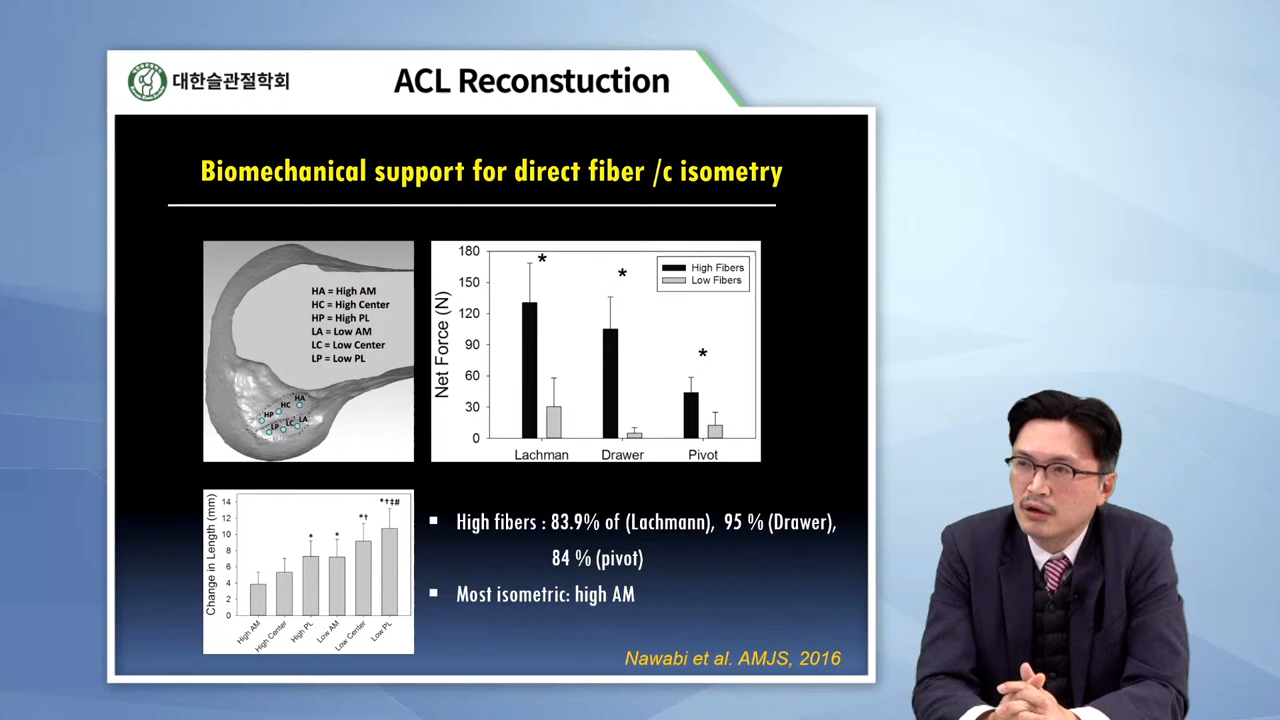 대한슬관절학회
ACL Reconstuction
Biomechanical support for direct fiber /c isometry
HA = High AM
HC = High Center
HP = High PL
LA = Low AM
LC = Low Center
LP = Low PL
HA
HC
HP
LA
LC
LP
Net Force (N)
180
150
120
90
60
30
0
*
*
*
High Fibers
Low Fibers
Lachman
Drawer
Pivot
Change in Length (mm)
14
12
10
8
6
4
2
0
*
*
*†
*†‡#
High AM
High Center
High PL
Low AM
Low Center
Low PL
High fibers : 83.9% of (Lachmann), 95 % (Drawer),
84 % (pivot)
Most isometric: high AM
Nawabi et al. AMJS, 2016